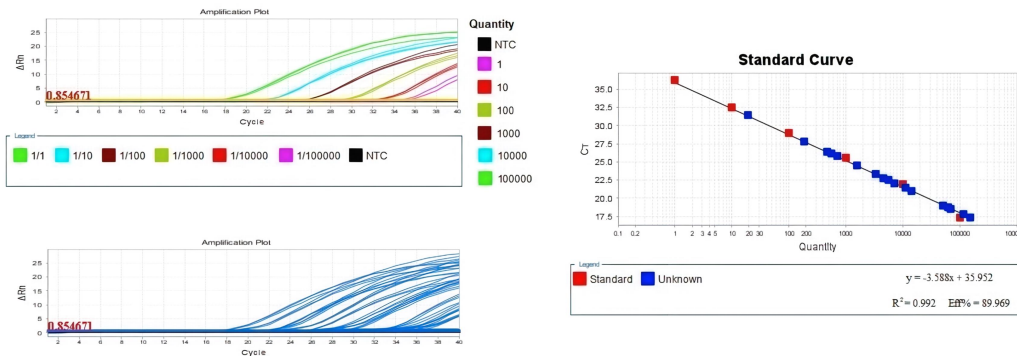 Amplification Plot
ΔRn
25
20
15
10
5
0
0.854671
2 4 6 8 10 12 14 16 18 20 22 24 26 28 30 32 34 36 38 40
Cycle
Legend
1/1 1/10 1/100 1/1000 1/10000 1/100000 NTC
Quantity
NTC
1
10
100
1000
10000
100000
Amplification Plot
ΔRn
25
20
15
10
5
0
0.854671
2 4 6 8 10 12 14 16 18 20 22 24 26 28 30 32 34 36 38 40
Cycle
Standard Curve
CT
35.0
32.5
30.0
27.5
25.0
22.5
20.0
17.5
0.1 0.2 1 2 3 4 5 10 20 30 100 200 1000 10000 100000 1000
Quantity
Legend
Standard Unknown
y = -3.588x + 35.952
R² = 0.992 Eff% = 89.969